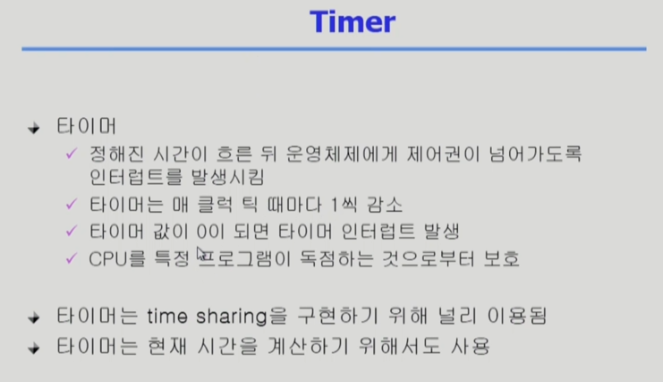 Timer
타이머
정해진 시간이 흐른 뒤 운영체제에게 제어권이 넘어가도록
인터럽트를 발생시킴
타이머는 매 클럭 틱 때마다 1씩 감소
타이머 값이 0이 되면 타이머 인터럽트 발생
CPU를 특정 프로그램이 독점하는 것으로부터 보호
타이머는 time sharing을 구현하기 위해 널리 이용됨
타이머는 현재 시간을 계산하기 위해서도 사용